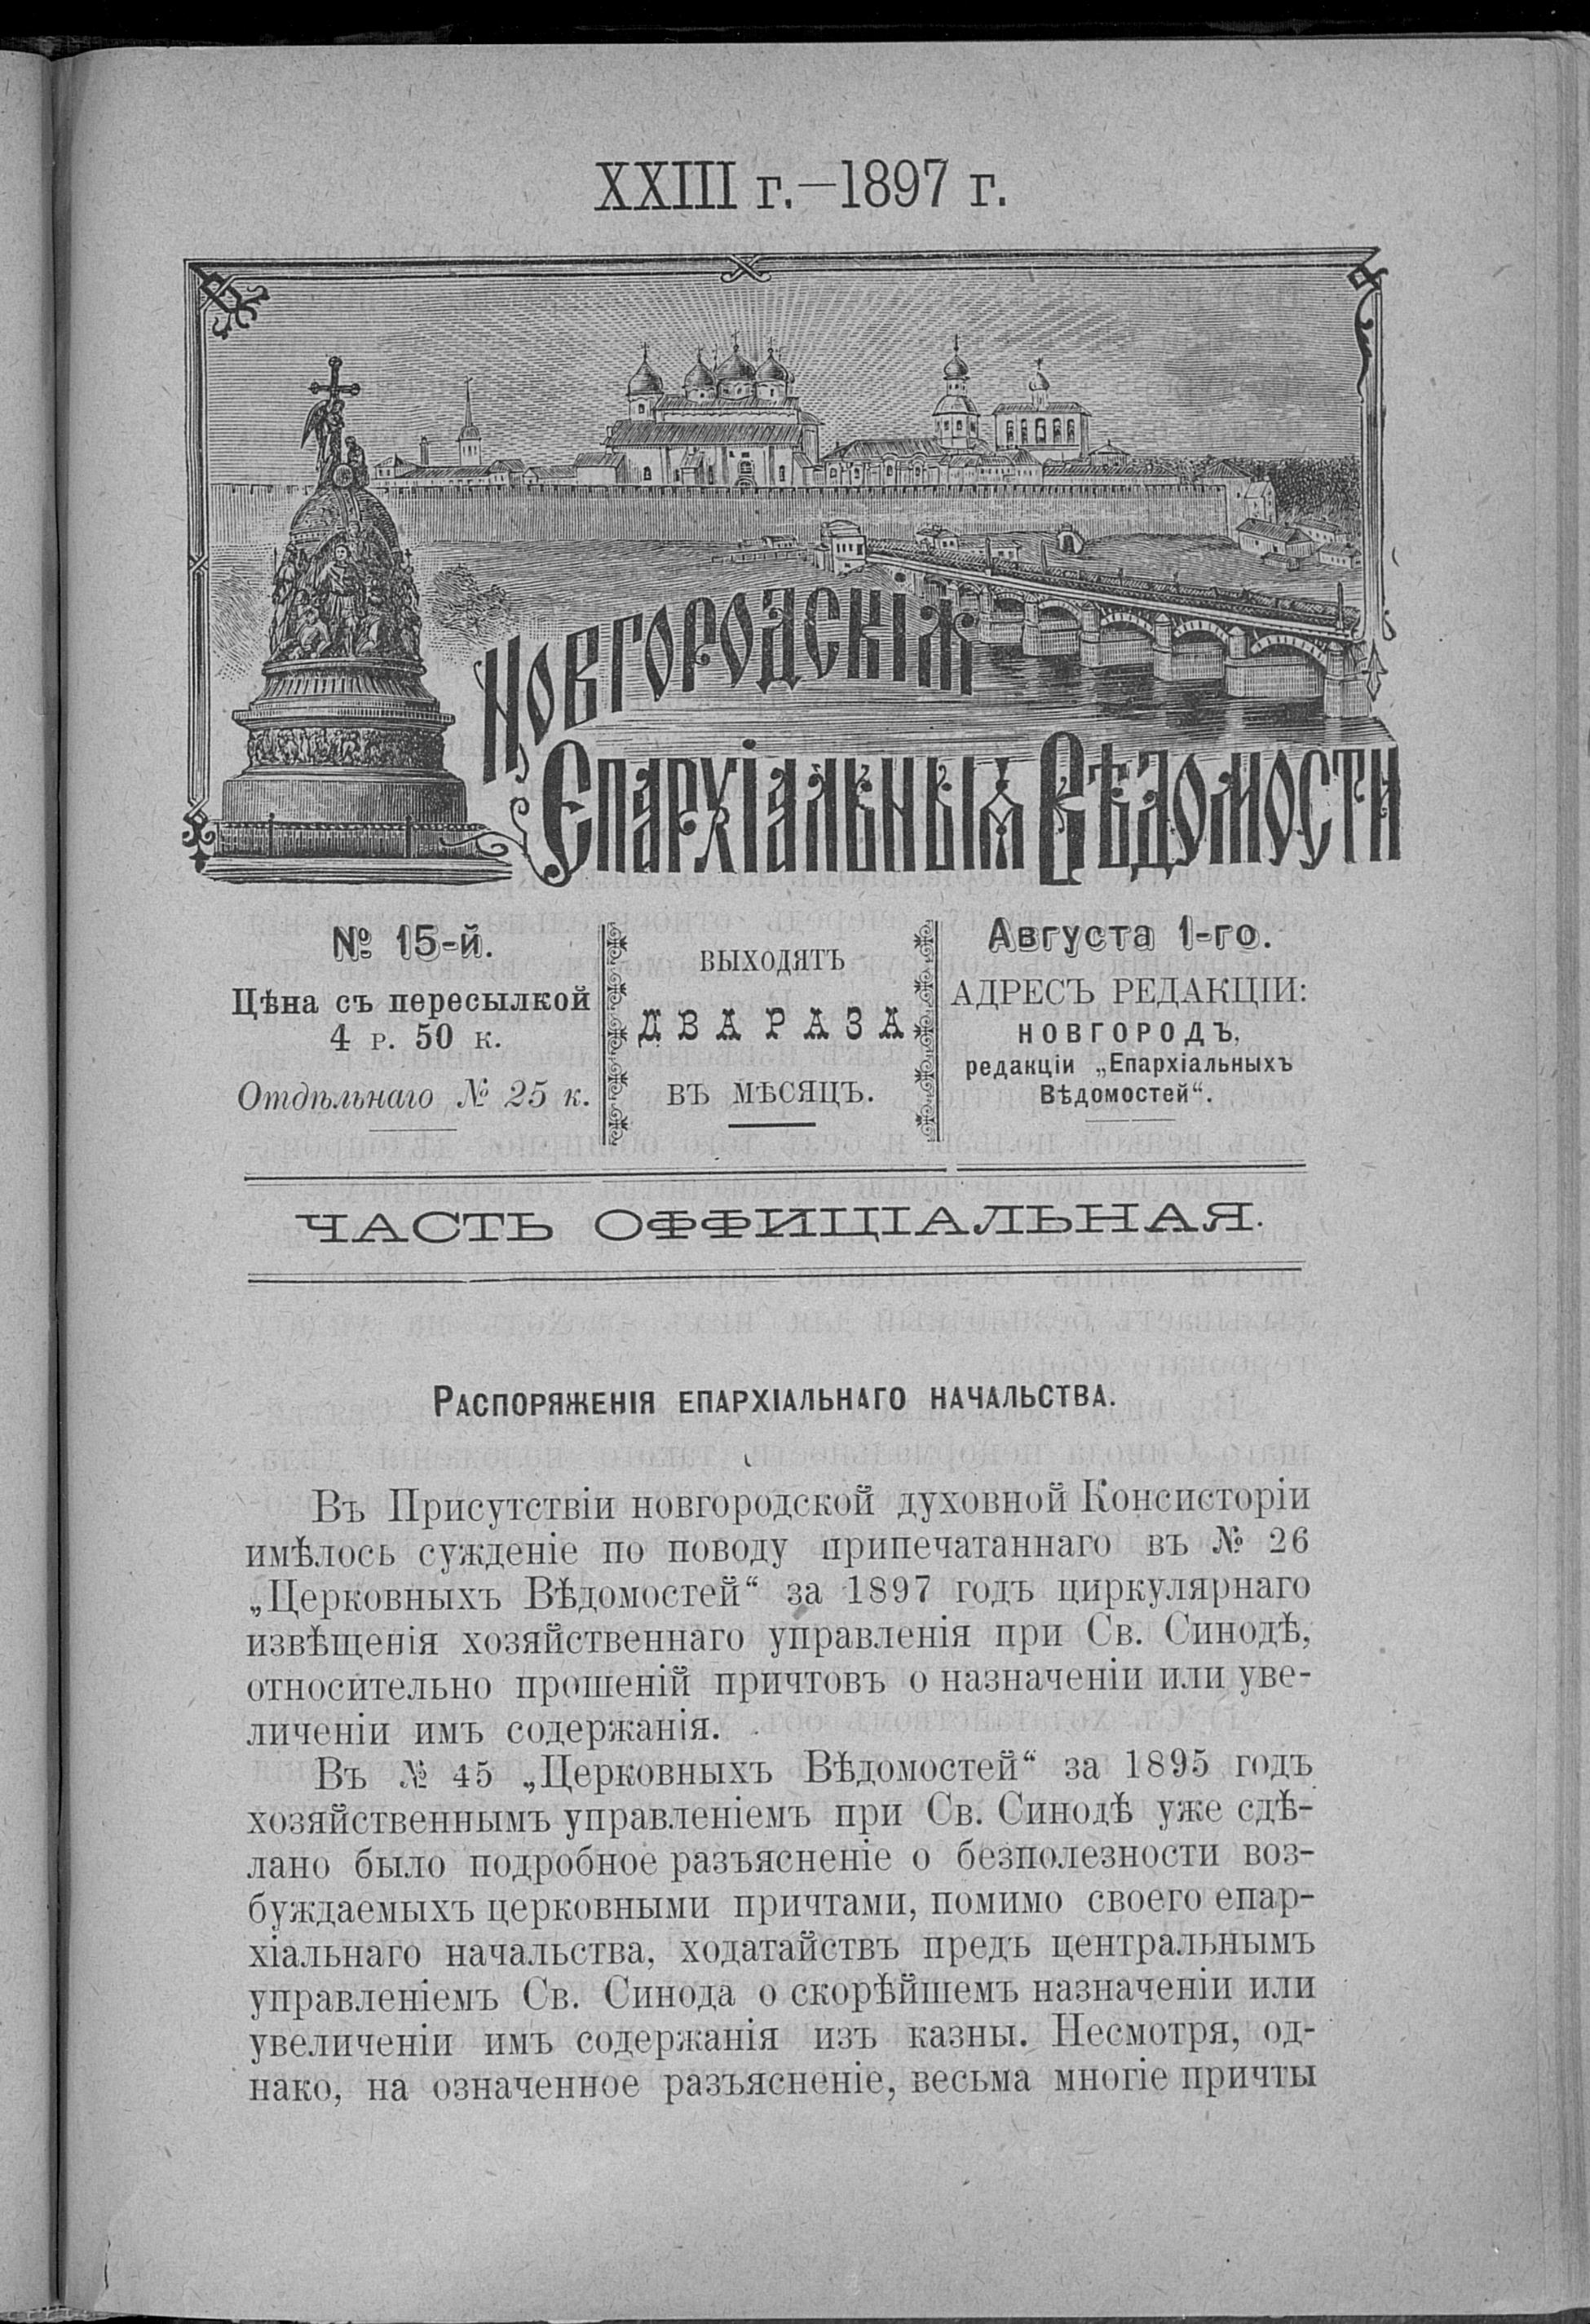 XXIII г.—1897 г.
НОВГОРОДСКІЯ
ЕПАРХІАЛЬНЫЯ ВѢДОМОСТИ
№ 15-й.
Цѣна съ пересылкой
4 р. 50 к.
Отдѣльнаго № 25 к.
ВЫХОДЯТЪ
ДВА РАЗА
ВЪ МѢСЯЦЪ.
Августа 1-го.
АДРЕСЪ РЕДАКЦІИ:
НОВГОРОДЪ,
редакціи „Епархіальныхъ
Вѣдомостей“.
ЧАСТЬ ОФФИЦІАЛЬНАЯ.
Распоряженія епархіальнаго начальства.
Въ Присутствіи новгородской духовной Консисторіи
имѣлось сужденіе по поводу припечатаннаго въ № 26
„Церковныхъ Вѣдомостей“ за 1897 годъ циркулярнаго
извѣщенія хозяйственнаго управленія при Св. Синодѣ,
относительно прошеній причтовъ о назначеніи или уве-
личеніи имъ содержанія.
Въ № 45 „Церковныхъ Вѣдомостей“ за 1895 годъ
хозяйственнымъ управленіемъ при Св. Синодѣ уже сдѣ-
лано было подробное разъясненіе о безполезности воз-
буждаемыхъ церковными причтами, помимо своего епар-
хіальнаго начальства, ходатайствъ предъ центральнымъ
управленіемъ Св. Синода о скорѣйшемъ назначеніи или
увеличеніи имъ содержанія изъ казны. Несмотря, од-
нако, на означенное разъясненіе, весьма многіе причты